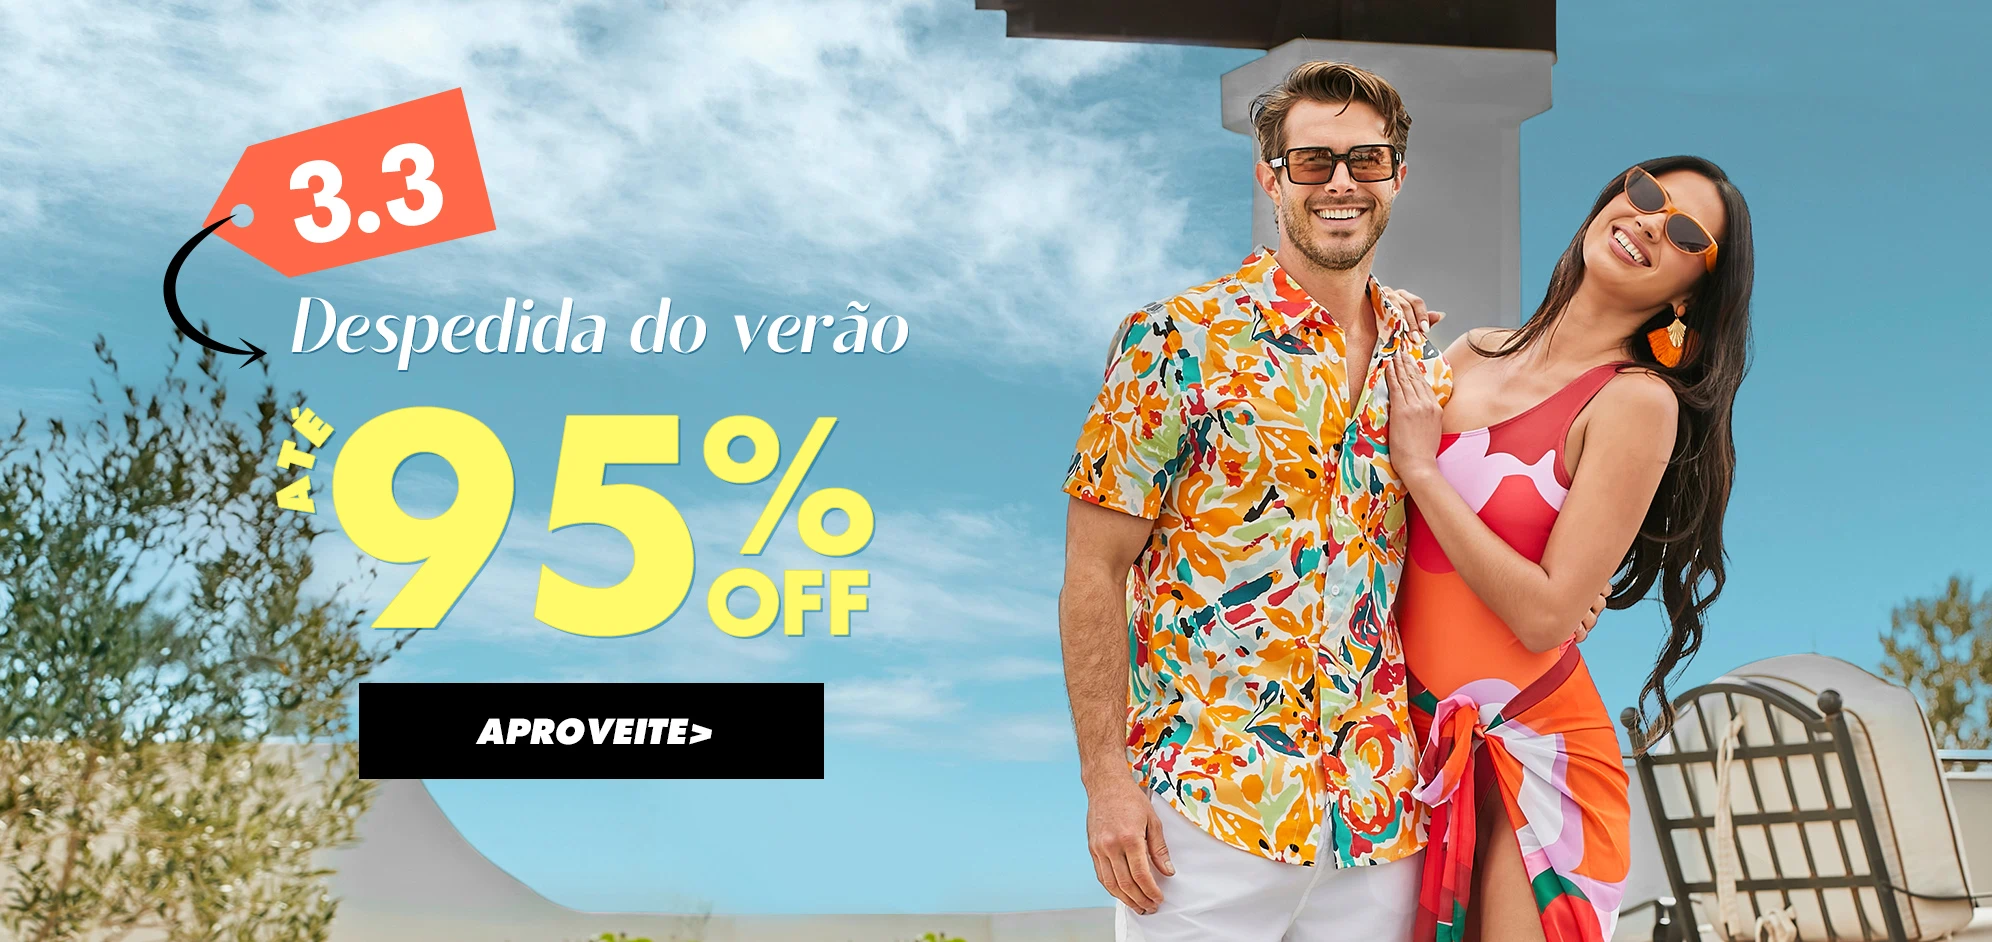 3.3
Despedida do verão
ATÉ
95%
OFF
APROVEITE>